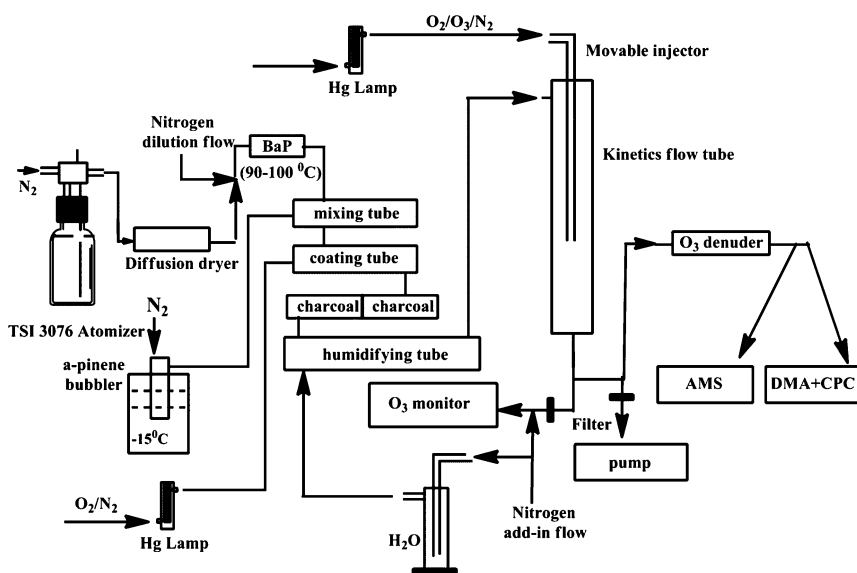 O2/O3/N2
Movable injector
Hg Lamp
Nitrogen
dilution flow
BaP
(90-100 ⁰C)
Kinetics flow tube
N2
mixing tube
Diffusion dryer
coating tube
O3 denuder
charcoal
charcoal
N2
TSI 3076 Atomizer
humidifying tube
a-pinene
bubbler
AMS
DMA+CPC
O3 monitor
Filter
-15⁰C
pump
O2/N2
Nitrogen
add-in flow
H2O
Hg Lamp